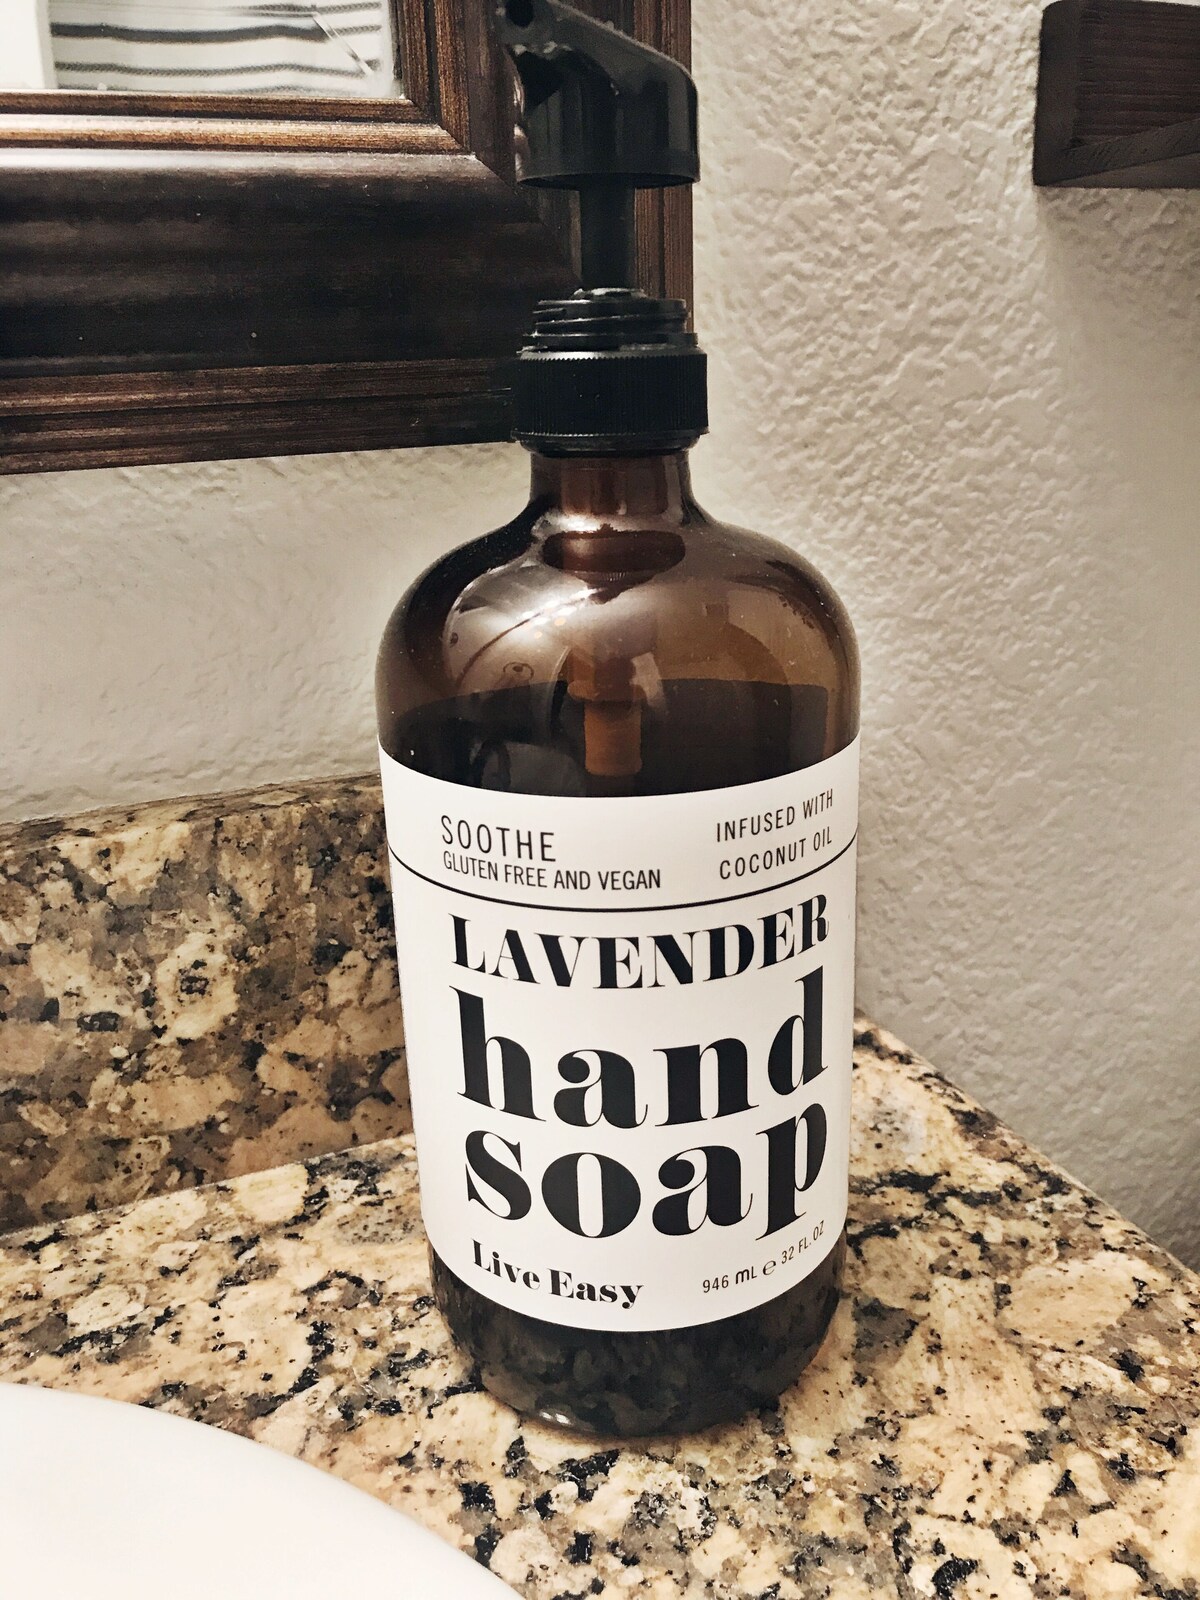 SOOTHE
GLUTEN FREE AND VEGAN
INFUSED WITH
COCONUT OIL
LAVENDER
hand
soap
Live Easy
946 mL ℮ 32 FL. OZ